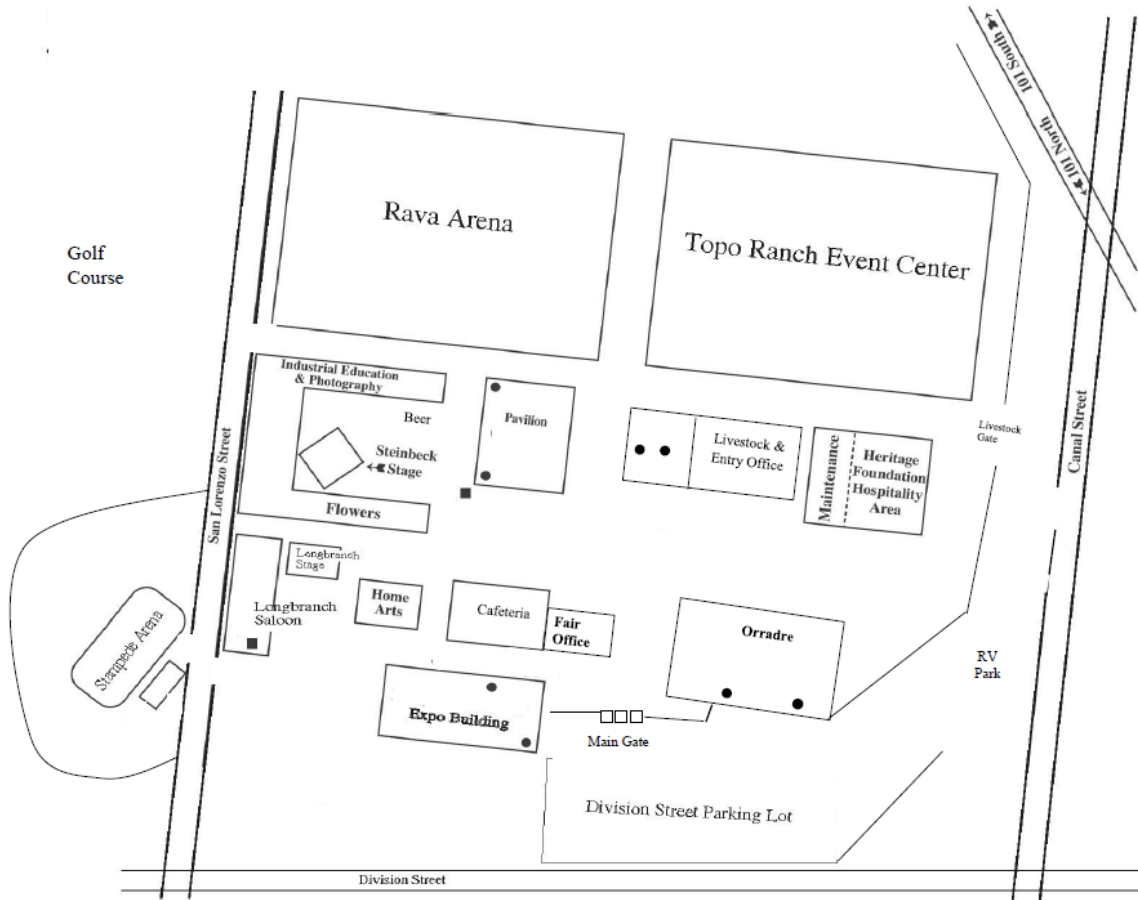 101 South
101 North
Rava Arena
Topo Ranch Event Center
Golf
Course
Industrial Education
& Photography
Beer
Steinbeck
Stage
Flowers
Pavilion
Livestock &
Entry Office
Maintenance
Heritage
Foundation
Hospitality
Area
Livestock
Gate
Canal Street
San Lorenzo Street
Longbranch
Stage
Longbranch
Saloon
Home
Arts
Cafeteria
Fair
Office
Orradre
RV
Park
Stampede Arena
Expo Building
Main Gate
Division Street Parking Lot
Division Street